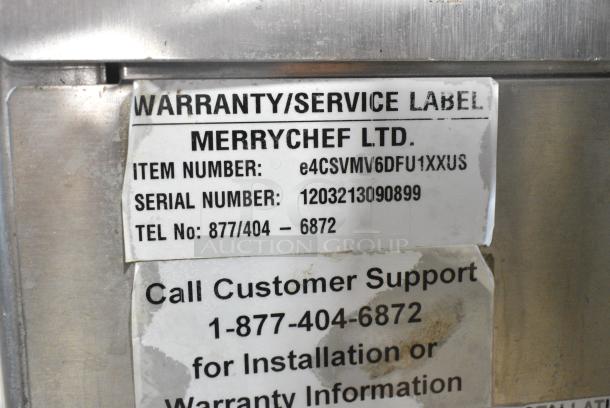 WARRANTY/SERVICE LABEL
MERRYCHEF LTD.
ITEM NUMBER: e4CSVMV6DFU1XXUS
SERIAL NUMBER: 1203213090899
TEL No: 877/404 – 6872
AUCTION GROUP
Call Customer Support
1-877-404-6872
for Installation or
Warranty Information